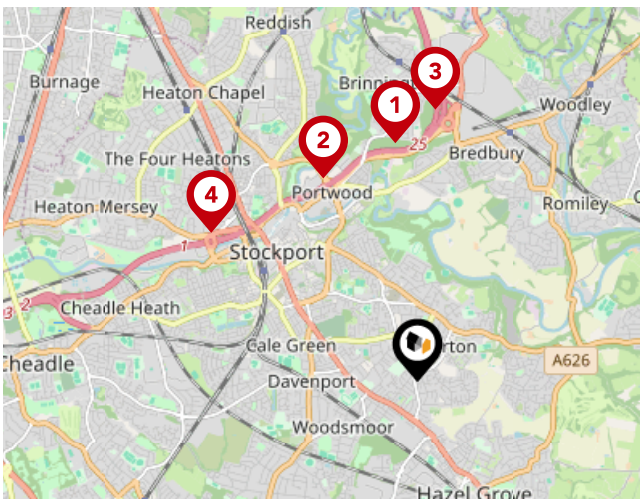 Reddish
Burnage
Brinning
3
Heaton Chapel
1
Woodley
2
25
The Four Heatons
Bredbury
4
Portwood
Heaton Mersey
Romiley
1
Stockport
2
Cheadle Heath
Cale Green
rton
A626
Cheadle
Davenport
Woodsmoor
Hazel Grove